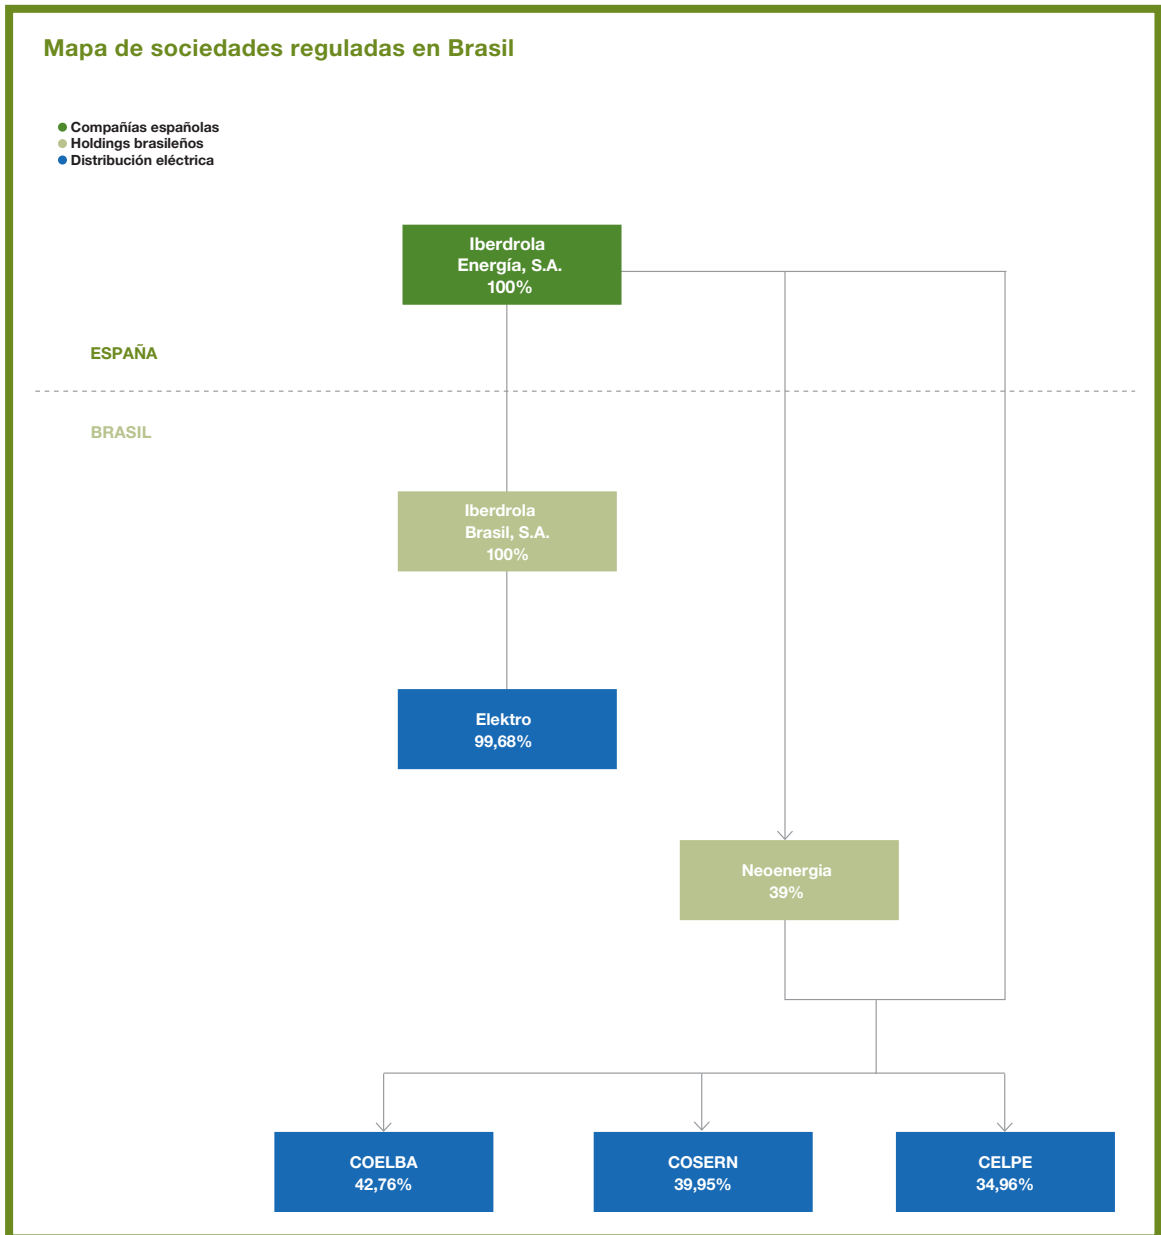 Mapa de sociedades reguladas en Brasil
Compañías españolas
Holdings brasileños
Distribución eléctrica
Iberdrola
Energía, S.A.
100%
ESPAÑA
BRASIL
Iberdrola
Brasil, S.A.
100%
Elektro
99,68%
Neoenergia
39%
COELBA
42,76%
COSERN
39,95%
CELPE
34,96%